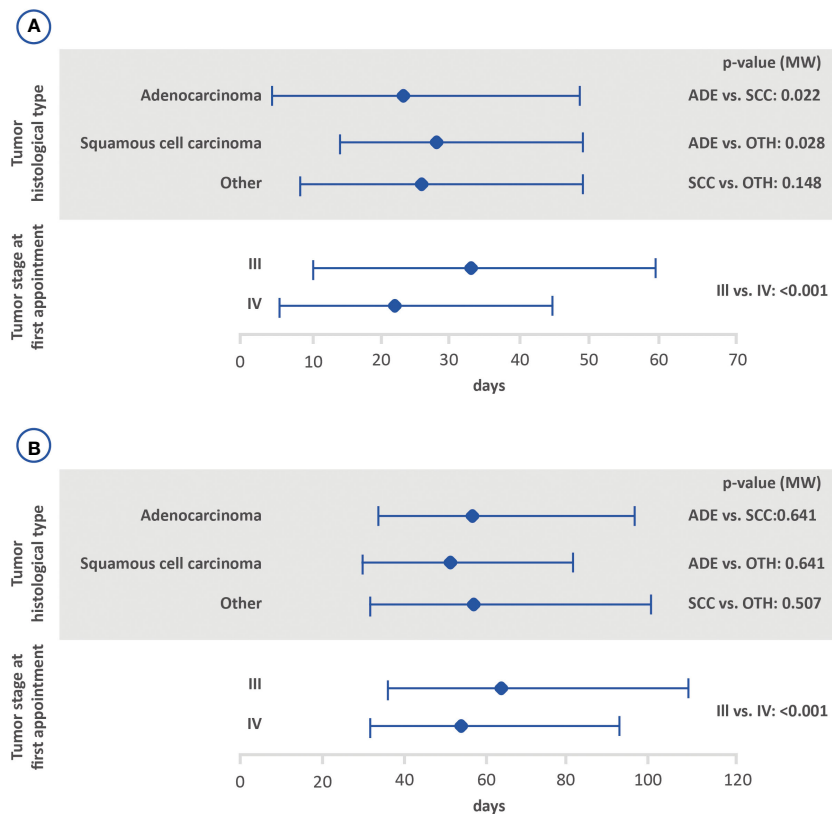 A
p-value (MW)
Tumor
histological type
Adenocarcinoma
ADE vs. SCC: 0.022
Squamous cell carcinoma
ADE vs. OTH: 0.028
Other
SCC vs. OTH: 0.148
Tumor stage at
first appointment
III
IV
III vs. IV: <0.001
0 10 20 30 40 50 60 70
days
B
p-value (MW)
Tumor
histological type
Adenocarcinoma
ADE vs. SCC:0.641
Squamous cell carcinoma
ADE vs. OTH: 0.641
Other
SCC vs. OTH: 0.507
Tumor stage at
first appointment
III
IV
III vs. IV: <0.001
0 20 40 60 80 100 120
days